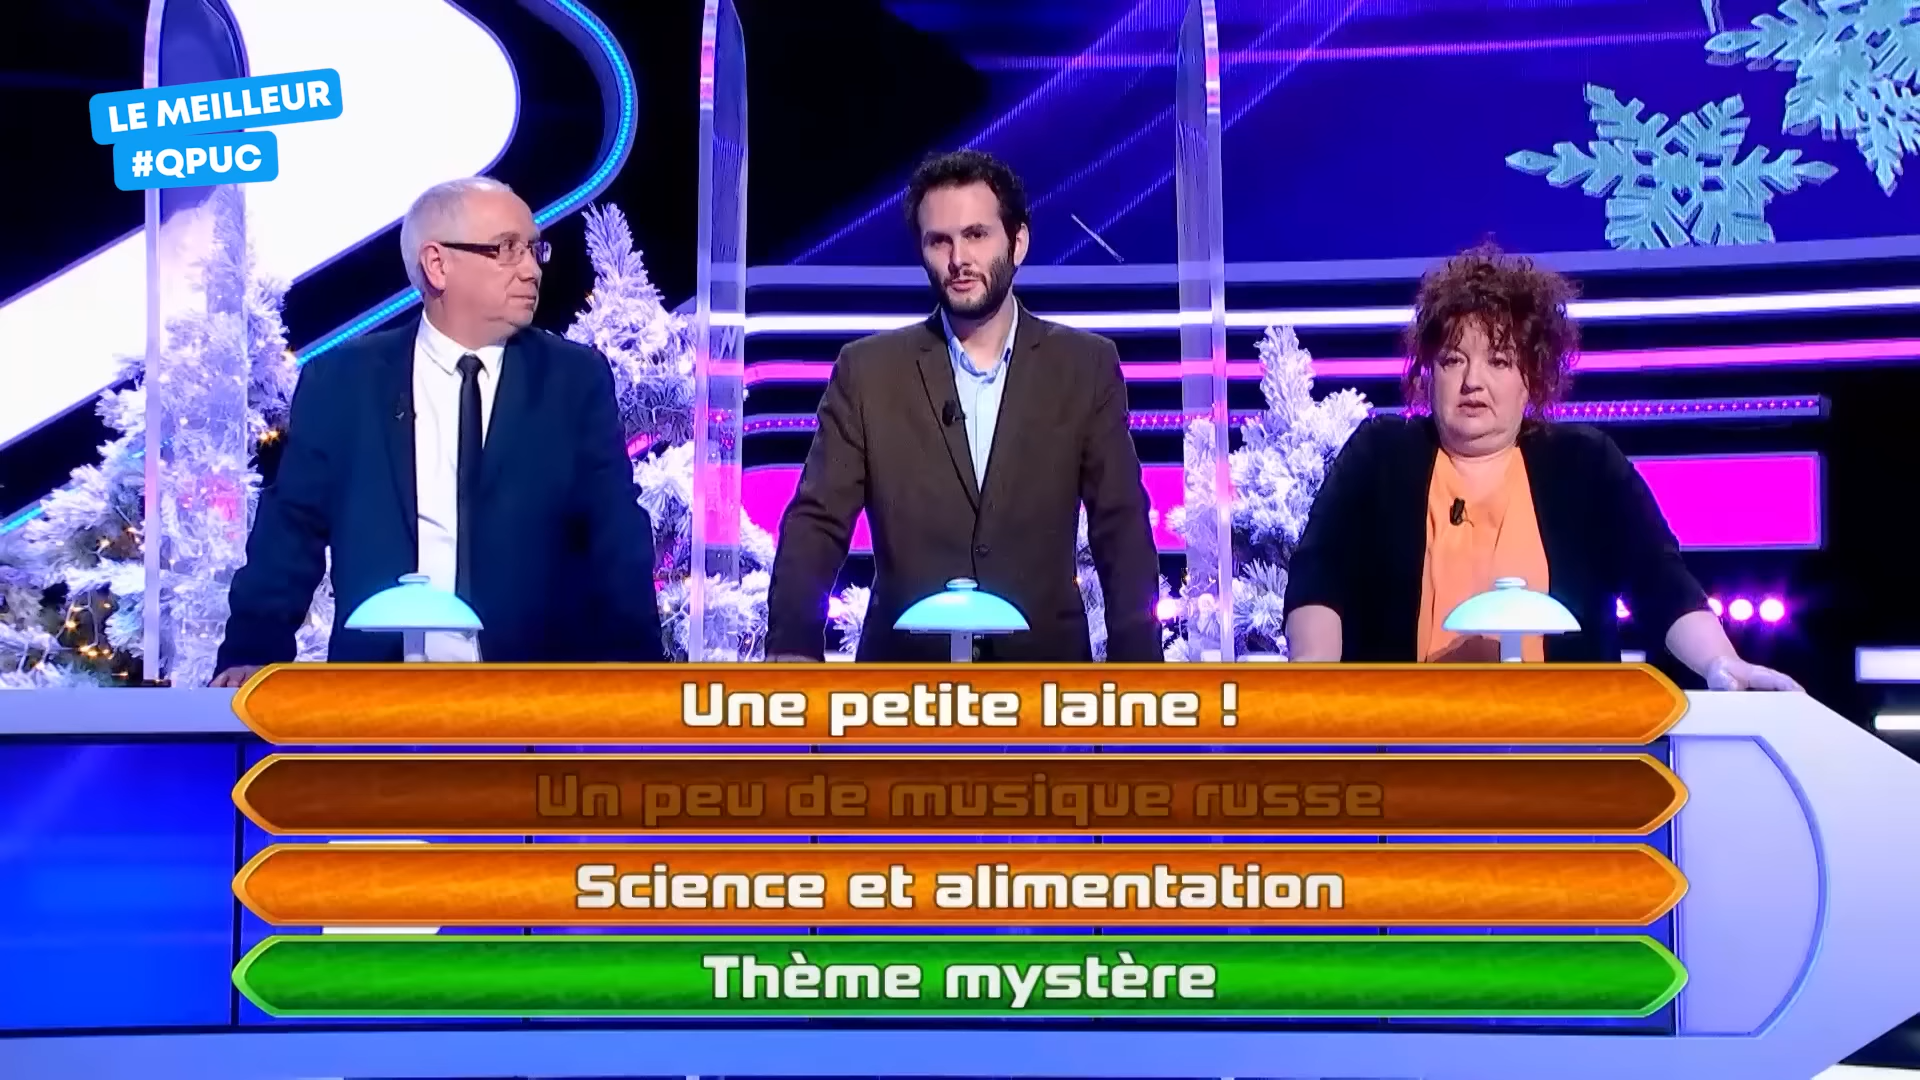 LE MEILLEUR
#QPUC
Une petite laine !
Un peu de musique russe
Science et alimentation
Thème mystère